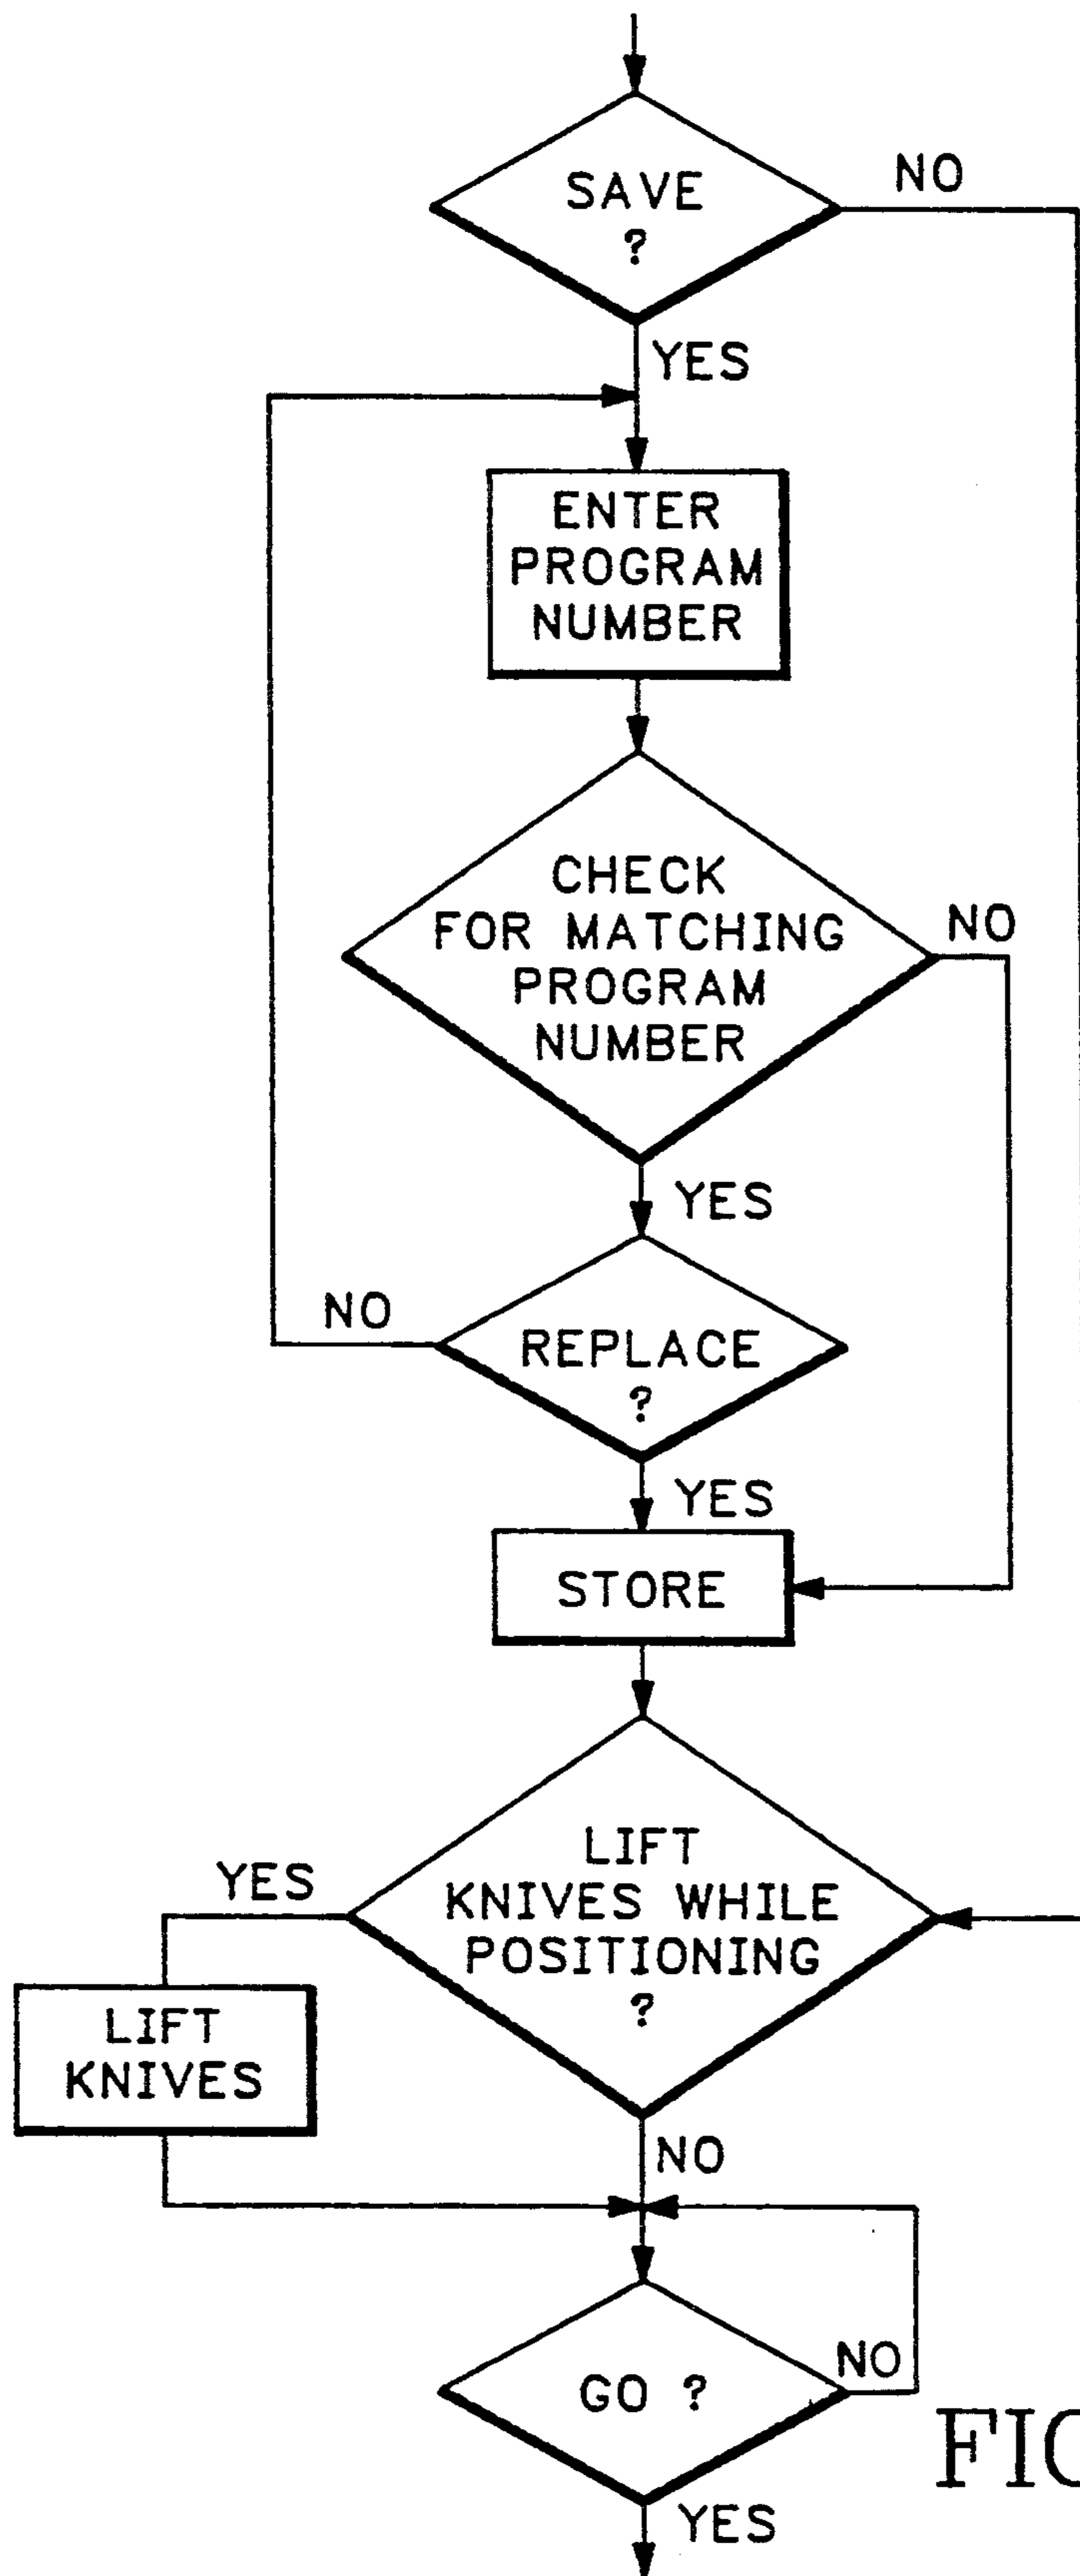 SAVE
?
NO
YES
ENTER
PROGRAM
NUMBER
CHECK
FOR MATCHING
PROGRAM
NUMBER
NO
YES
REPLACE
?
NO
YES
STORE
LIFT
KNIVES WHILE
POSITIONING
?
YES
LIFT
KNIVES
NO
GO ?
NO
YES